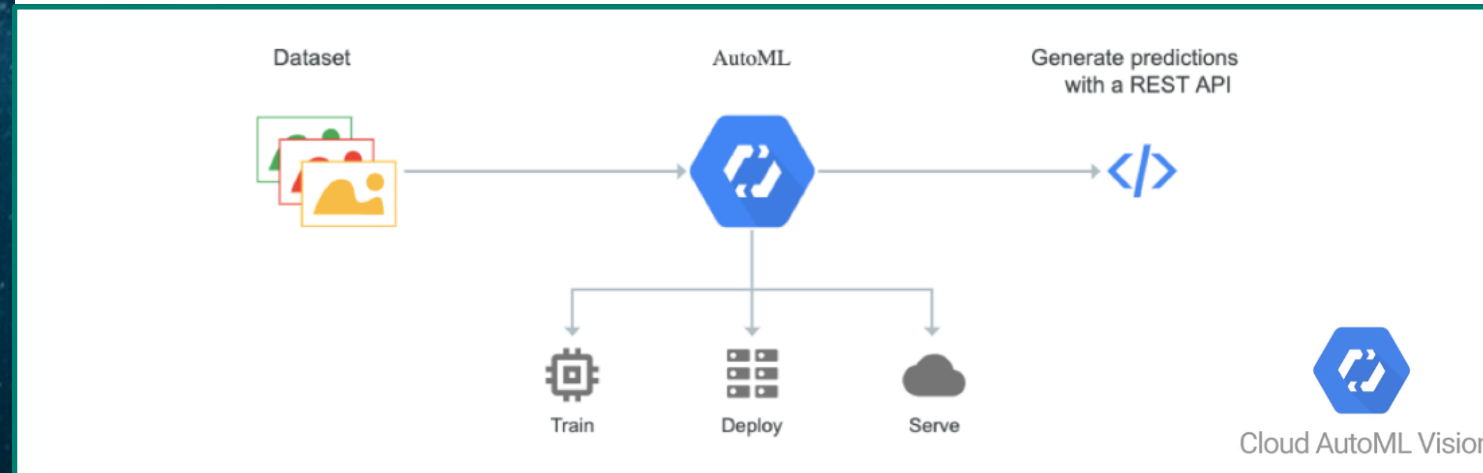 Dataset
AutoML
Generate predictions
with a REST API
Train
Deploy
Serve
Cloud AutoML Vision